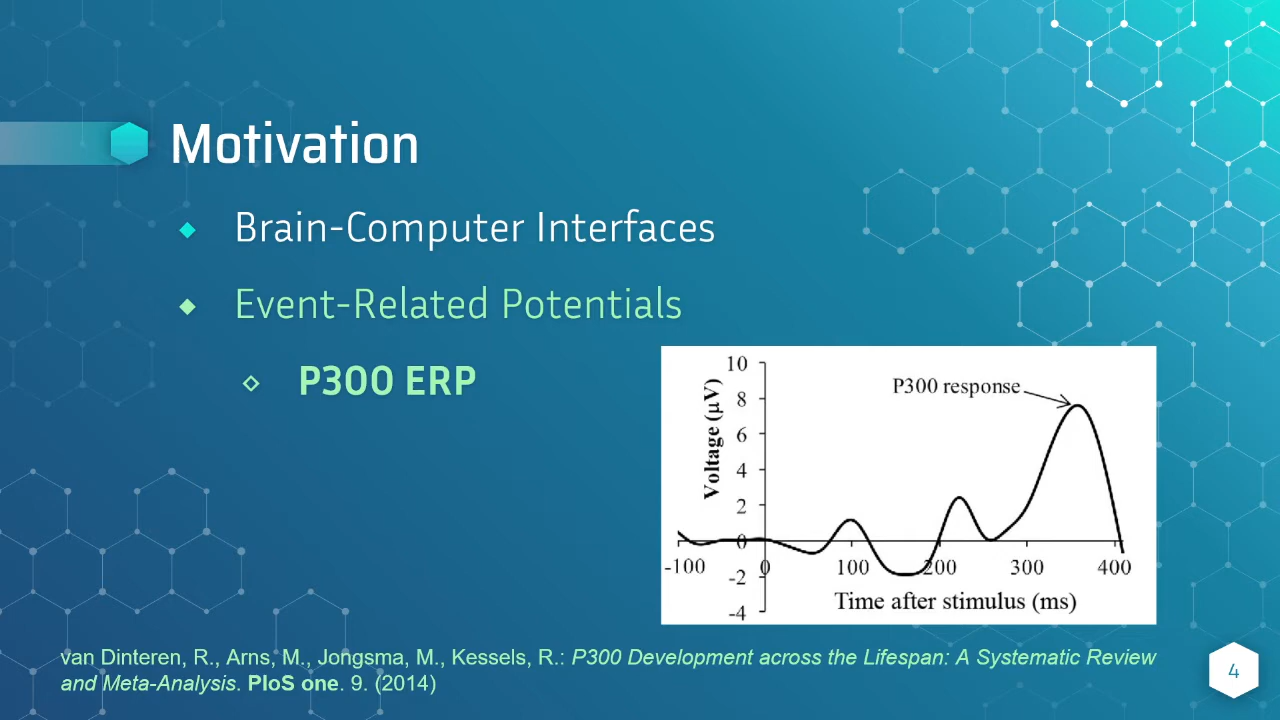 Motivation
Brain-Computer Interfaces
Event-Related Potentials
P300 ERP
10
8
6
4
2
0
-2
-4
Voltage (μV)
P300 response
-100 0 100 200 300 400
Time after stimulus (ms)
van Dinteren, R., Arns, M., Jongsma, M., Kessels, R.: P300 Development across the Lifespan: A Systematic Review
and Meta-Analysis. PloS one. 9. (2014)
4